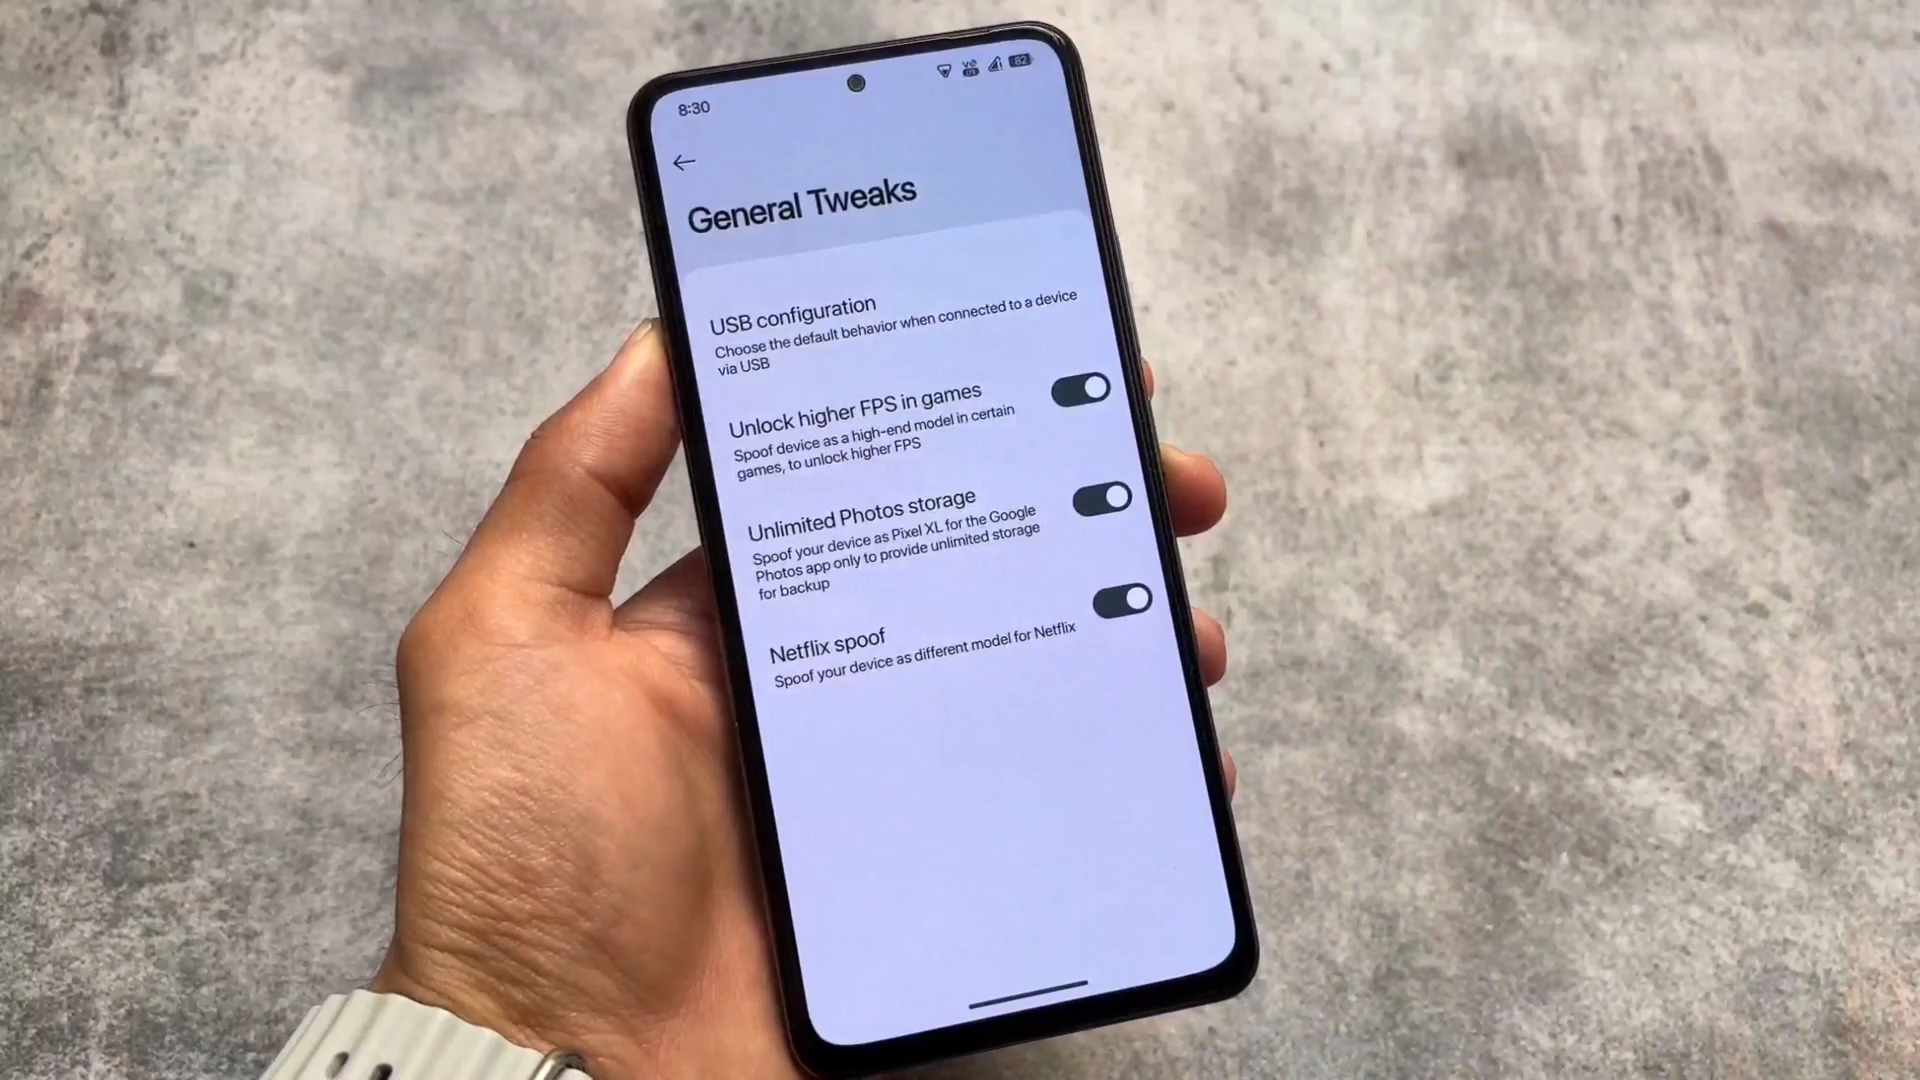 8:30
82
General Tweaks
USB configuration
Choose the default behavior when connected to a device
via USB
Unlock higher FPS in games
Spoof device as a high-end model in certain
games, to unlock higher FPS
Unlimited Photos storage
Spoof your device as Pixel XL for the Google
Photos app only to provide unlimited storage
for backup
Netflix spoof
Spoof your device as different model for Netflix